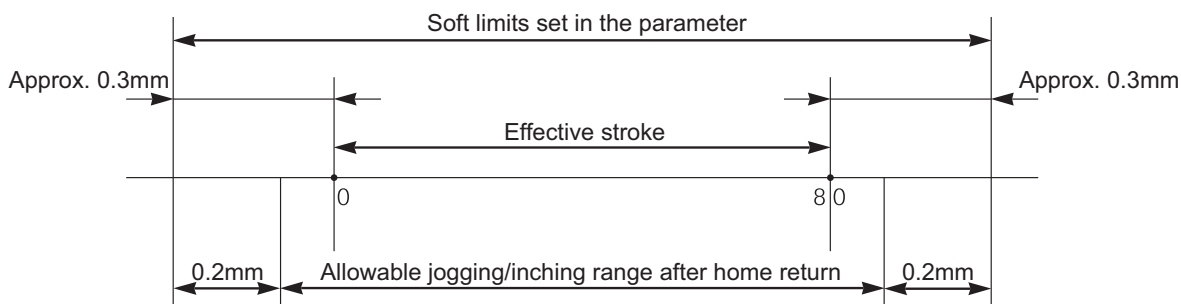 Soft limits set in the parameter
Approx. 0.3mm
Approx. 0.3mm
Effective stroke
0
80
0.2mm
Allowable jogging/inching range after home return
0.2mm